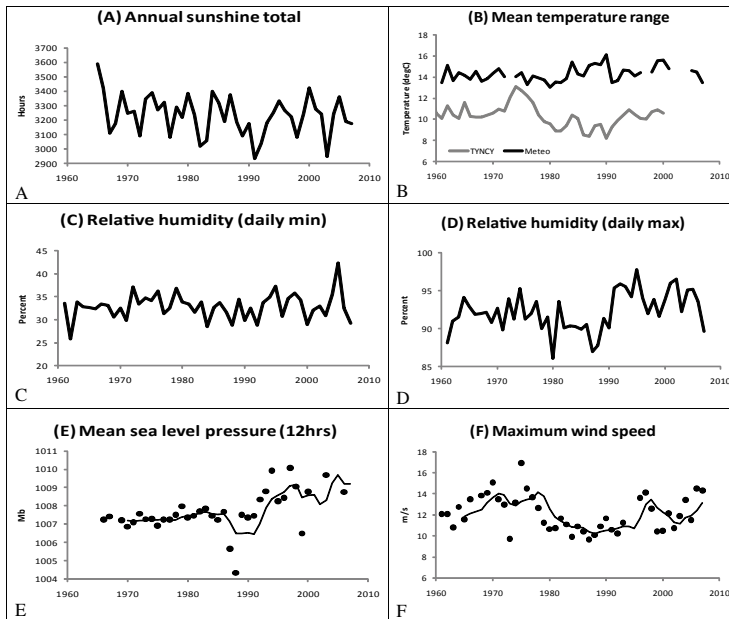 (A) Annual sunshine total
3700
3600
3500
3400
3300
3200
3100
3000
2900
Hours
1960 1970 1980 1990 2000 2010
A
(B) Mean temperature range
18
16
14
12
10
8
6
Temperature (degC)
TYNCY Meteo
1960 1970 1980 1990 2000 2010
B
(C) Relative humidity (daily min)
45
40
35
30
25
20
Percent
1960 1970 1980 1990 2000 2010
C
(D) Relative humidity (daily max)
100
95
90
85
Percent
1960 1970 1980 1990 2000 2010
D
(E) Mean sea level pressure (12hrs)
1010
1009
1008
1007
1006
1005
1004
Mb
1960 1970 1980 1990 2000 2010
E
(F) Maximum wind speed
18
16
14
12
10
8
6
m/s
1960 1970 1980 1990 2000 2010
F